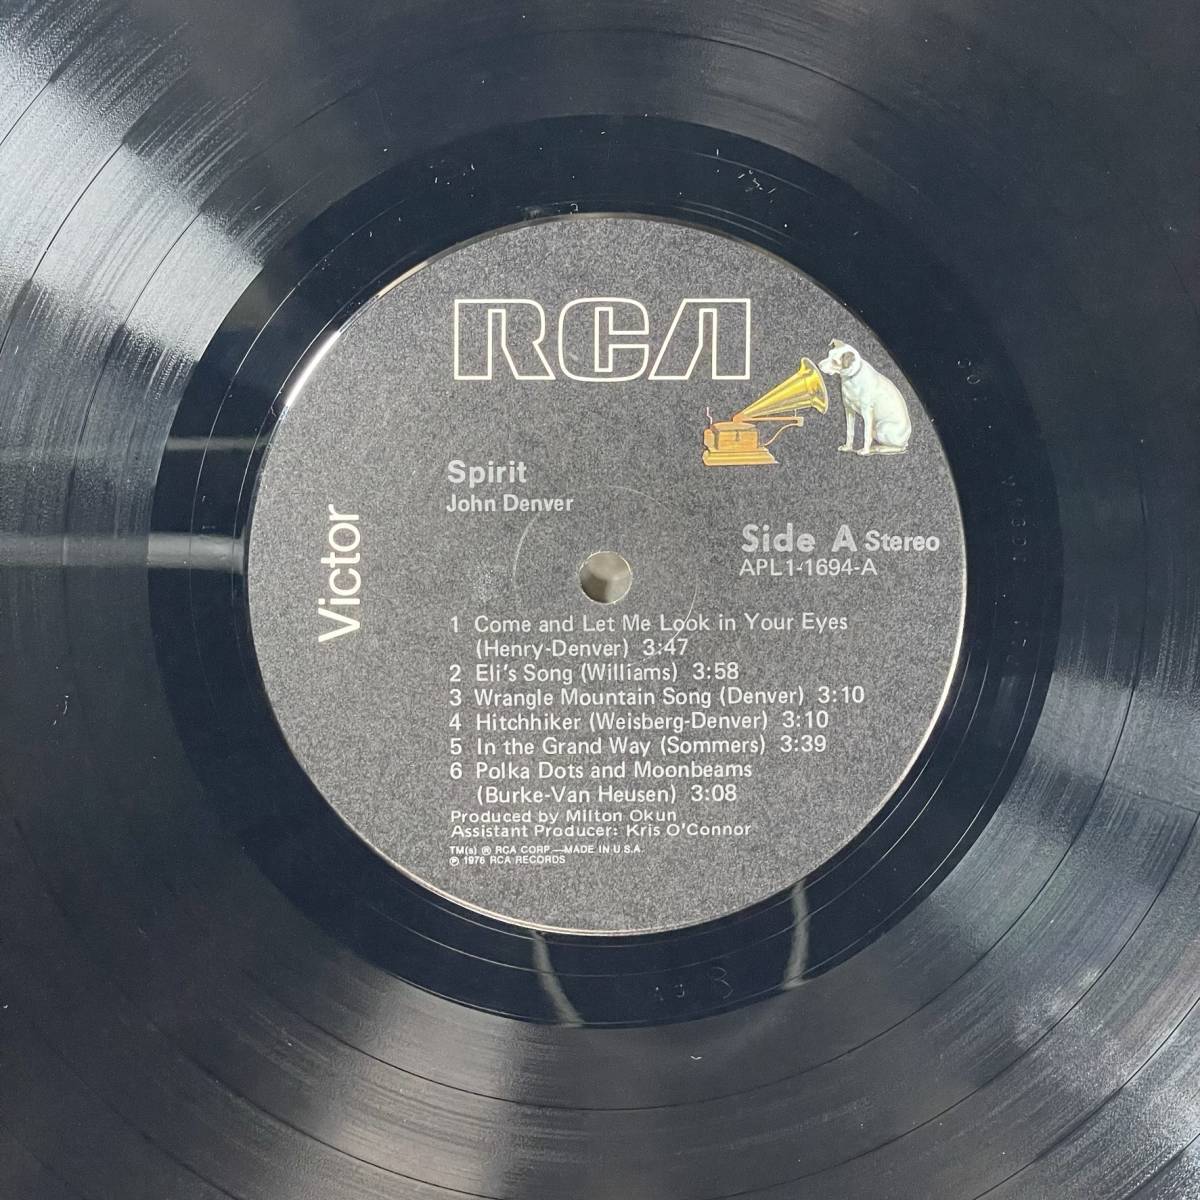 RCA
Victor
Spirit
John Denver
Side A Stereo
APL1-1694-A
1 Come and Let Me Look in Your Eyes
(Henry-Denver) 3:47
2 Eli's Song (Williams) 3:58
3 Wrangle Mountain Song (Denver) 3:10
4 Hitchhiker (Weisberg-Denver) 3:10
5 In the Grand Way (Sommers) 3:39
6 Polka Dots and Moonbeams
(Burke-Van Heusen) 3:08
Produced by Milton Okun
Assistant Producer: Kris O'Connor
TM(s) ® RCA CORP.—MADE IN U.S.A.
℗ 1976 RCA RECORDS